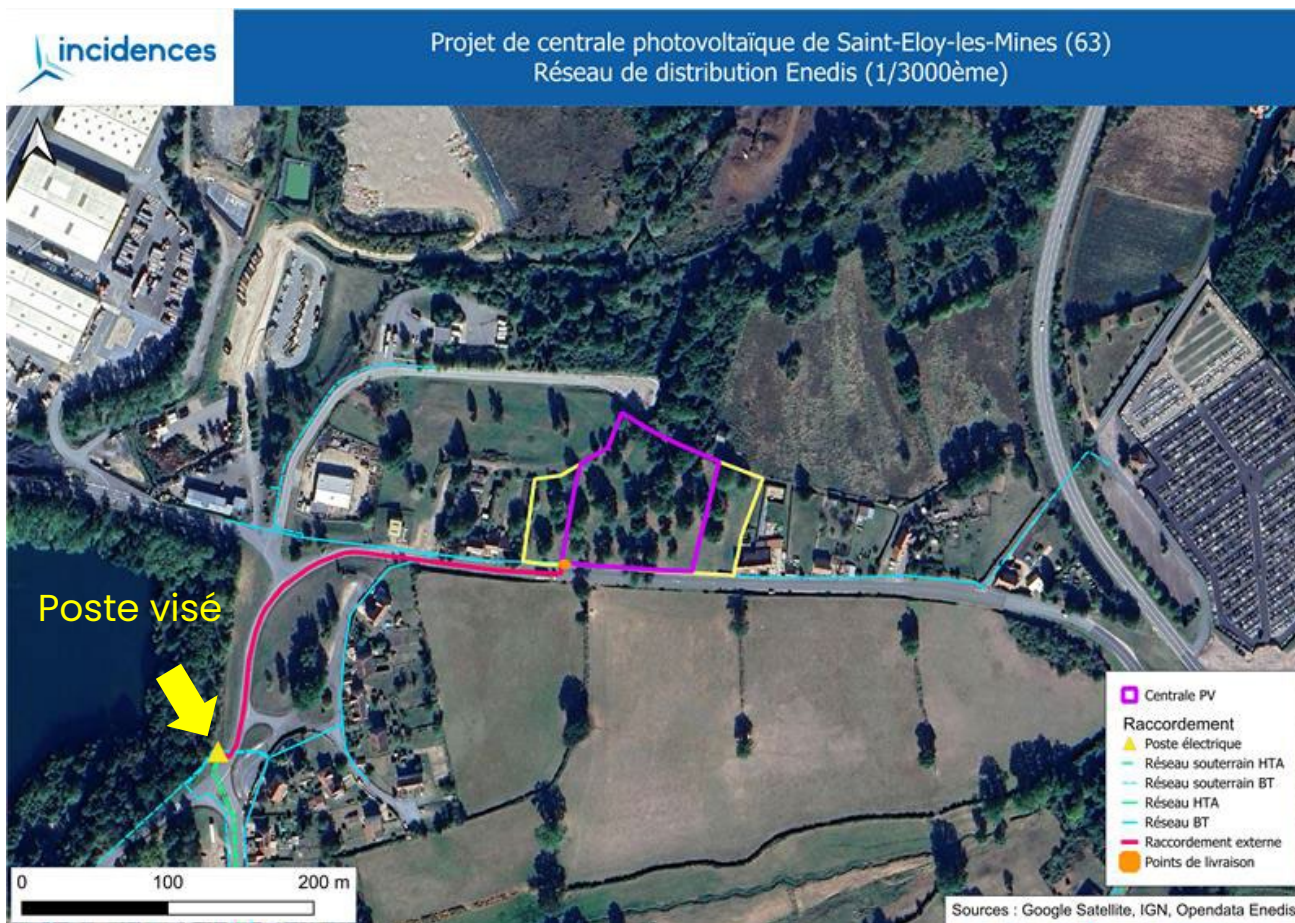 incidences
Projet de centrale photovoltaïque de Saint-Eloy-les-Mines (63)
Réseau de distribution Enedis (1/3000ème)
Poste visé
Centrale PV
Raccordement
Poste électrique
Réseau souterrain HTA
Réseau souterrain BT
Réseau HTA
Réseau BT
Raccordement externe
Points de livraison
0 100 200 m
Sources : Google Satellite, IGN, Opendata Enedis